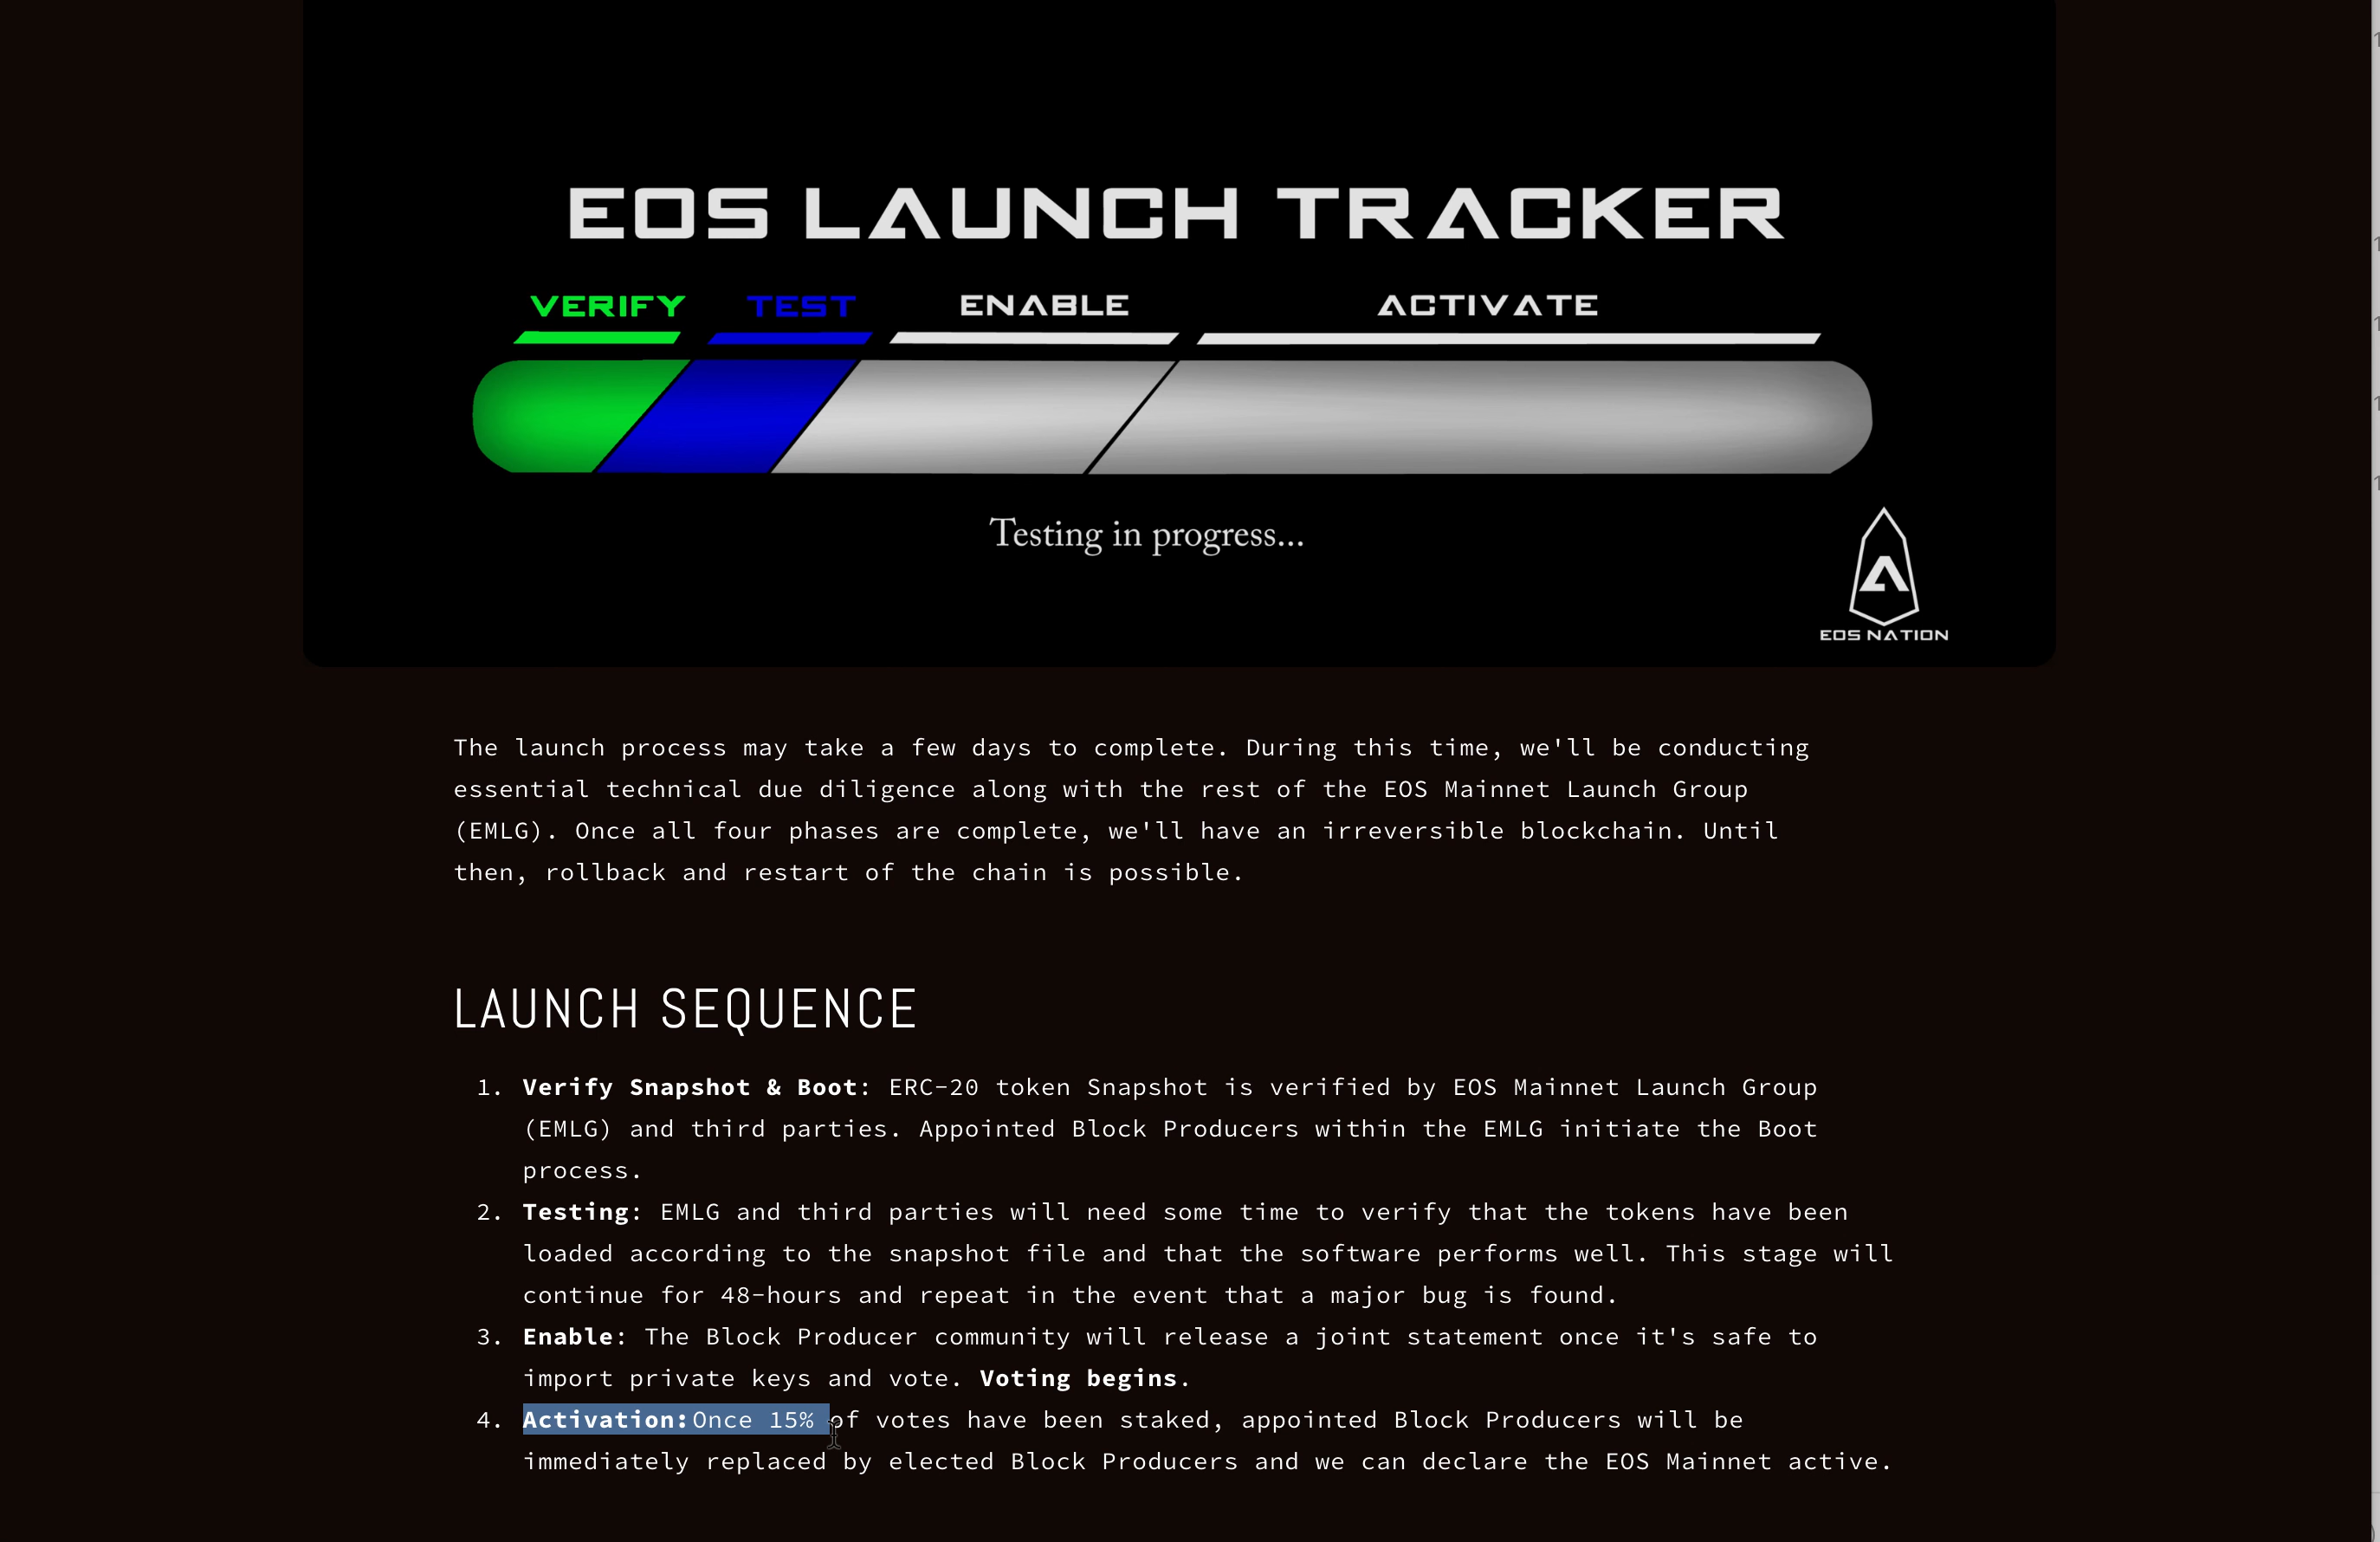 EOS LAUNCH TRACKER
VERIFY TEST ENABLE ACTIVATE
Testing in progress...
EOS NATION
The launch process may take a few days to complete. During this time, we'll be conducting
essential technical due diligence along with the rest of the EOS Mainnet Launch Group
(EMLG). Once all four phases are complete, we'll have an irreversible blockchain. Until
then, rollback and restart of the chain is possible.
LAUNCH SEQUENCE
1. Verify Snapshot & Boot: ERC-20 token Snapshot is verified by EOS Mainnet Launch Group
(EMLG) and third parties. Appointed Block Producers within the EMLG initiate the Boot
process.
2. Testing: EMLG and third parties will need some time to verify that the tokens have been
loaded according to the snapshot file and that the software performs well. This stage will
continue for 48-hours and repeat in the event that a major bug is found.
3. Enable: The Block Producer community will release a joint statement once it's safe to
import private keys and vote. Voting begins.
4. Activation:Once 15% of votes have been staked, appointed Block Producers will be
immediately replaced by elected Block Producers and we can declare the EOS Mainnet active.